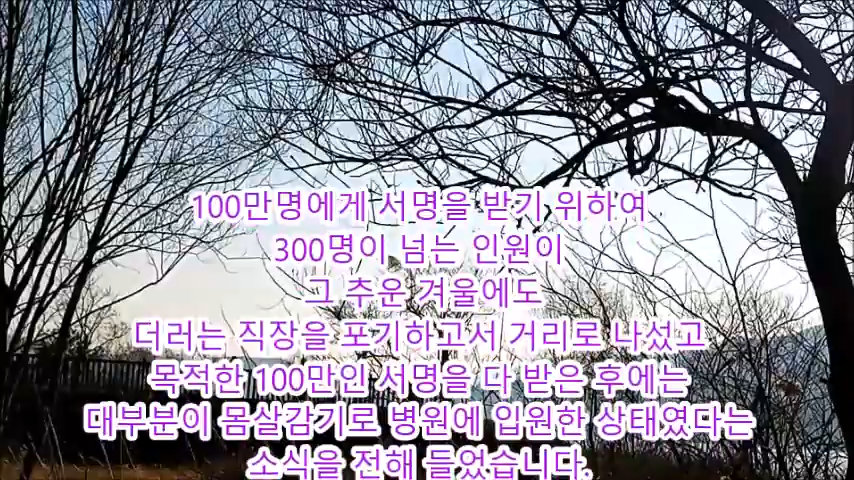 100만명에게 서명을 받기 위하여
300명이 넘는 인원이
그 추운 겨울에도
더러는 직장을 포기하고서 거리로 나섰고
목적한 100만인 서명을 다 받은 후에는
대부분이 몸살감기로 병원에 입원한 상태였다는
소식을 전해 들었습니다.